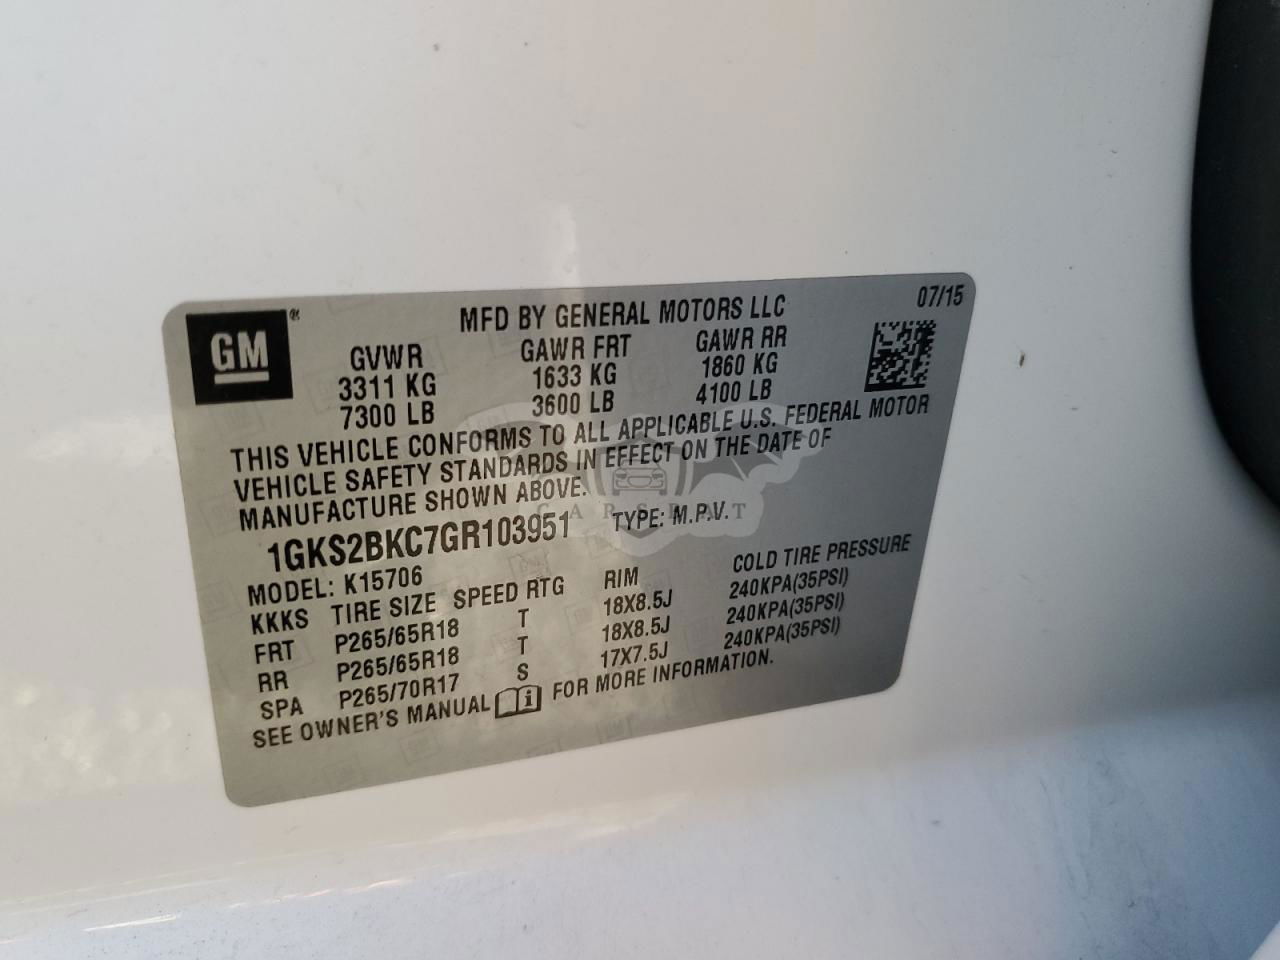 GM®
MFD BY GENERAL MOTORS LLC 07/15
GVWR GAWR FRT GAWR RR
3311 KG 1633 KG 1860 KG
7300 LB 3600 LB 4100 LB
THIS VEHICLE CONFORMS TO ALL APPLICABLE U.S. FEDERAL MOTOR
VEHICLE SAFETY STANDARDS IN EFFECT ON THE DATE OF
MANUFACTURE SHOWN ABOVE.
CARSPAT
1GKS2BKC7GR103951 TYPE: M.P.V.
MODEL: K15706
KKKS TIRE SIZE SPEED RTG RIM COLD TIRE PRESSURE
FRT P265/65R18 T 18X8.5J 240KPA(35PSI)
RR P265/65R18 T 18X8.5J 240KPA(35PSI)
SPA P265/70R17 S 17X7.5J 240KPA(35PSI)
SEE OWNER'S MANUAL FOR MORE INFORMATION.